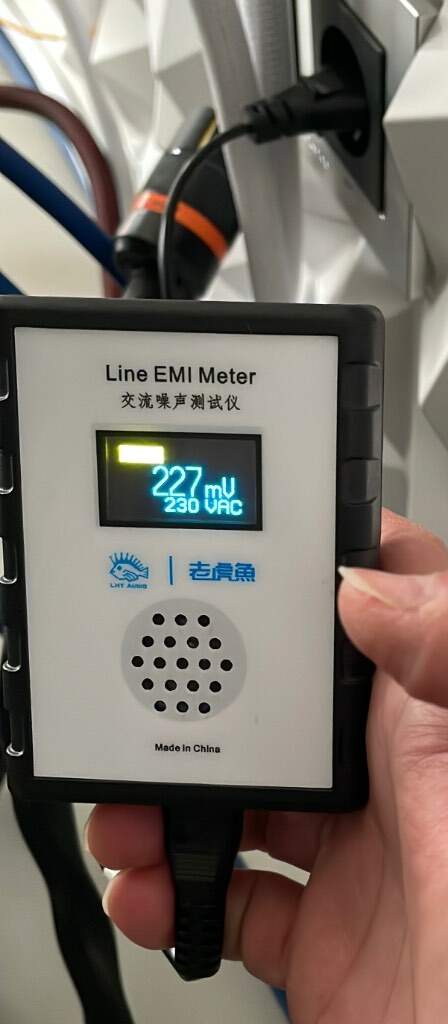 Line EMI Meter
交流噪声测试仪
227 mV
230 VAC
LHY AUDIO
老虎魚
Made in China